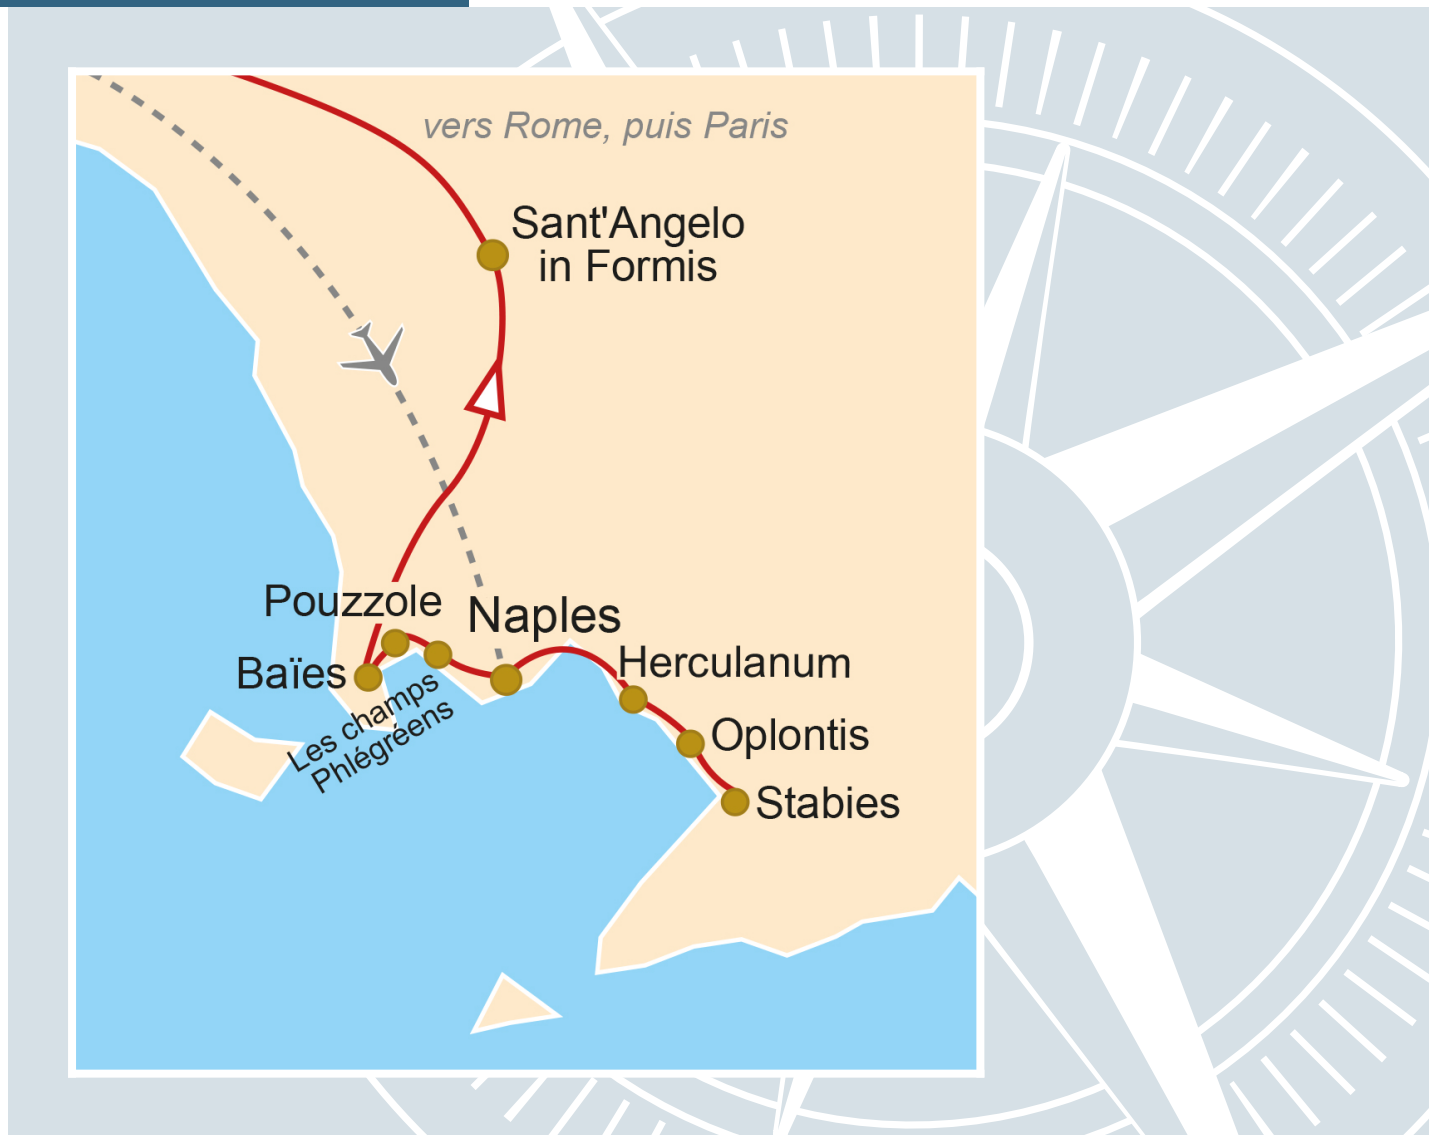 vers Rome, puis Paris
Sant'Angelo
in Formis
Pouzzole
Naples
Baïes
Herculanum
Les champs
Phlégréens
Oplontis
Stabies